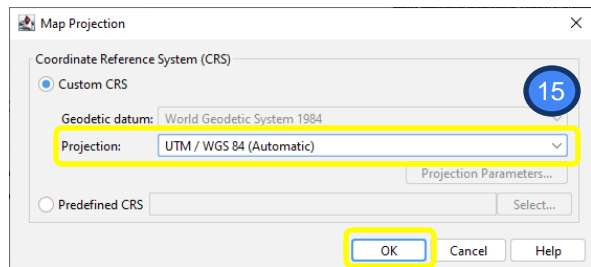 Map Projection
Coordinate Reference System (CRS)
Custom CRS
15
Geodetic datum: World Geodetic System 1984
Projection: UTM / WGS 84 (Automatic)
Projection Parameters...
Predefined CRS Select...
OK Cancel Help